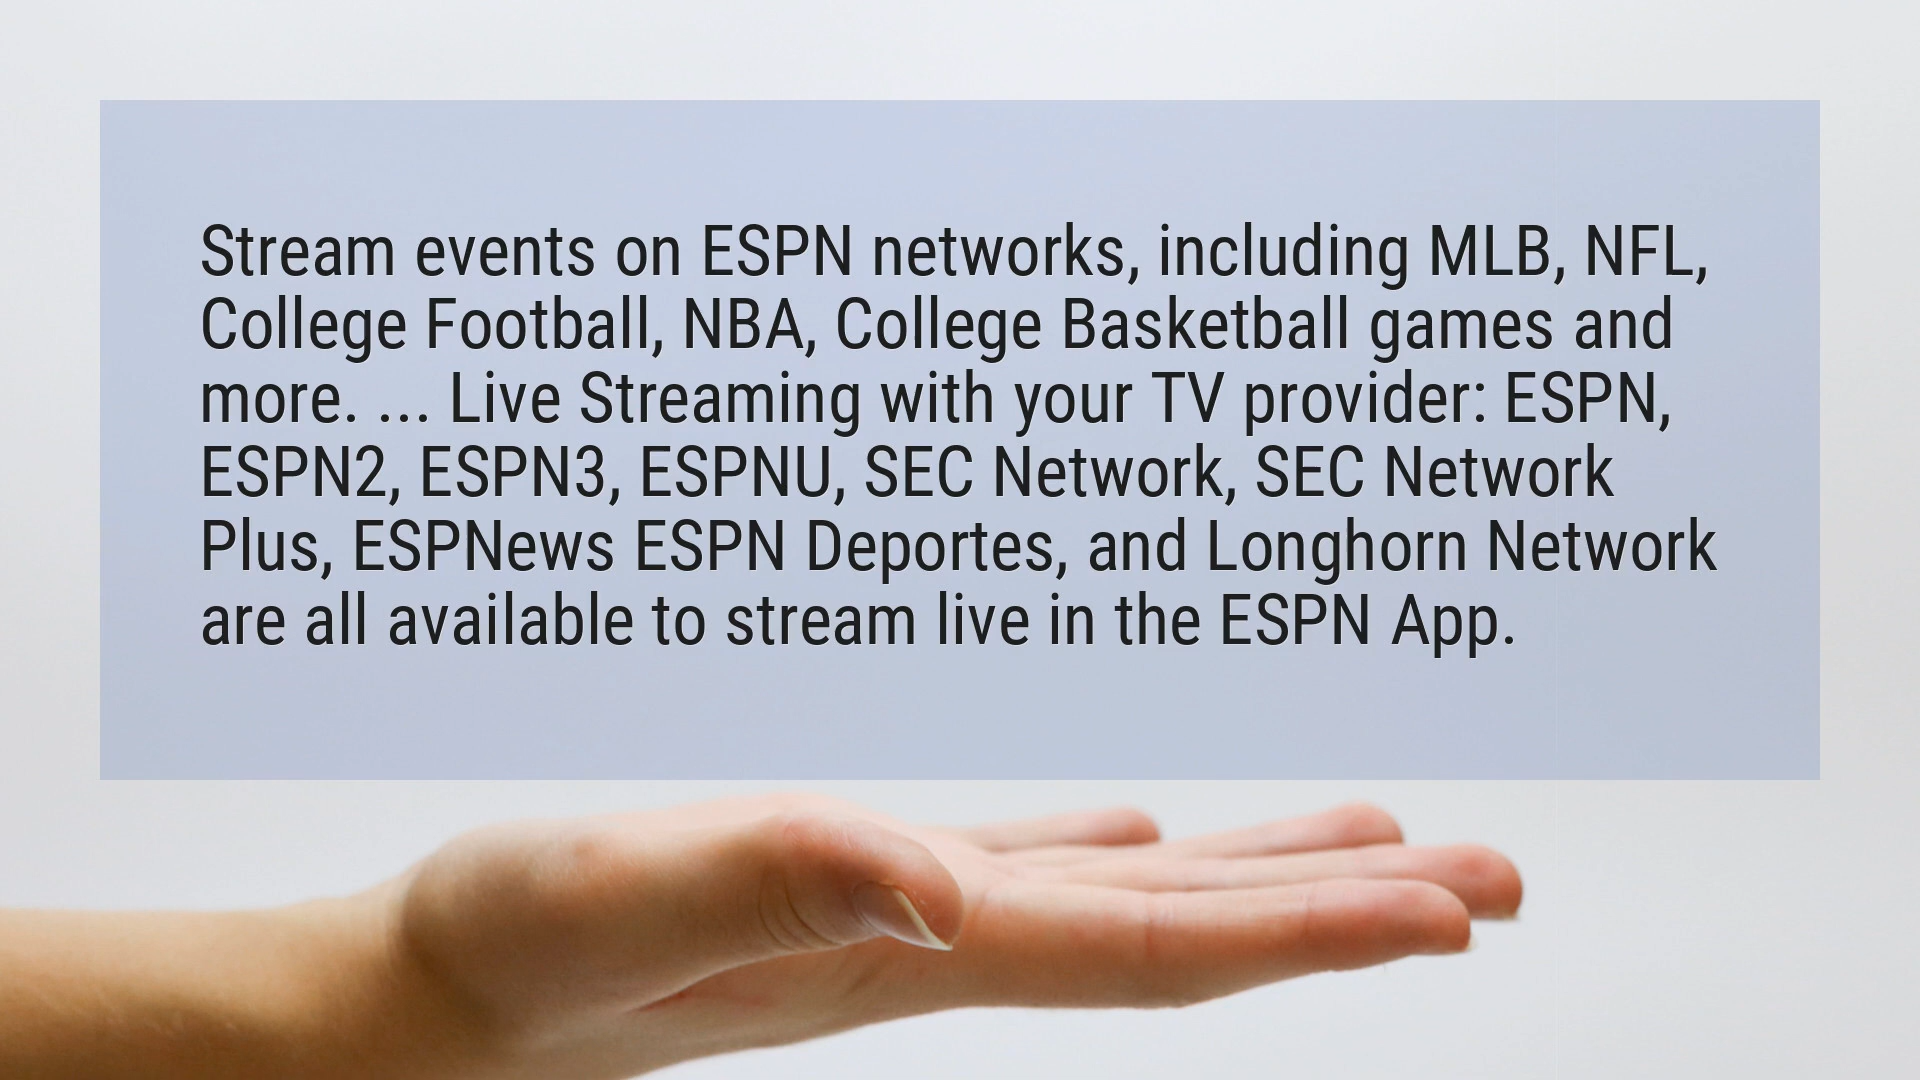 Stream events on ESPN networks, including MLB, NFL,
College Football, NBA, College Basketball games and
more. ... Live Streaming with your TV provider: ESPN,
ESPN2, ESPN3, ESPNU, SEC Network, SEC Network
Plus, ESPNews ESPN Deportes, and Longhorn Network
are all available to stream live in the ESPN App.